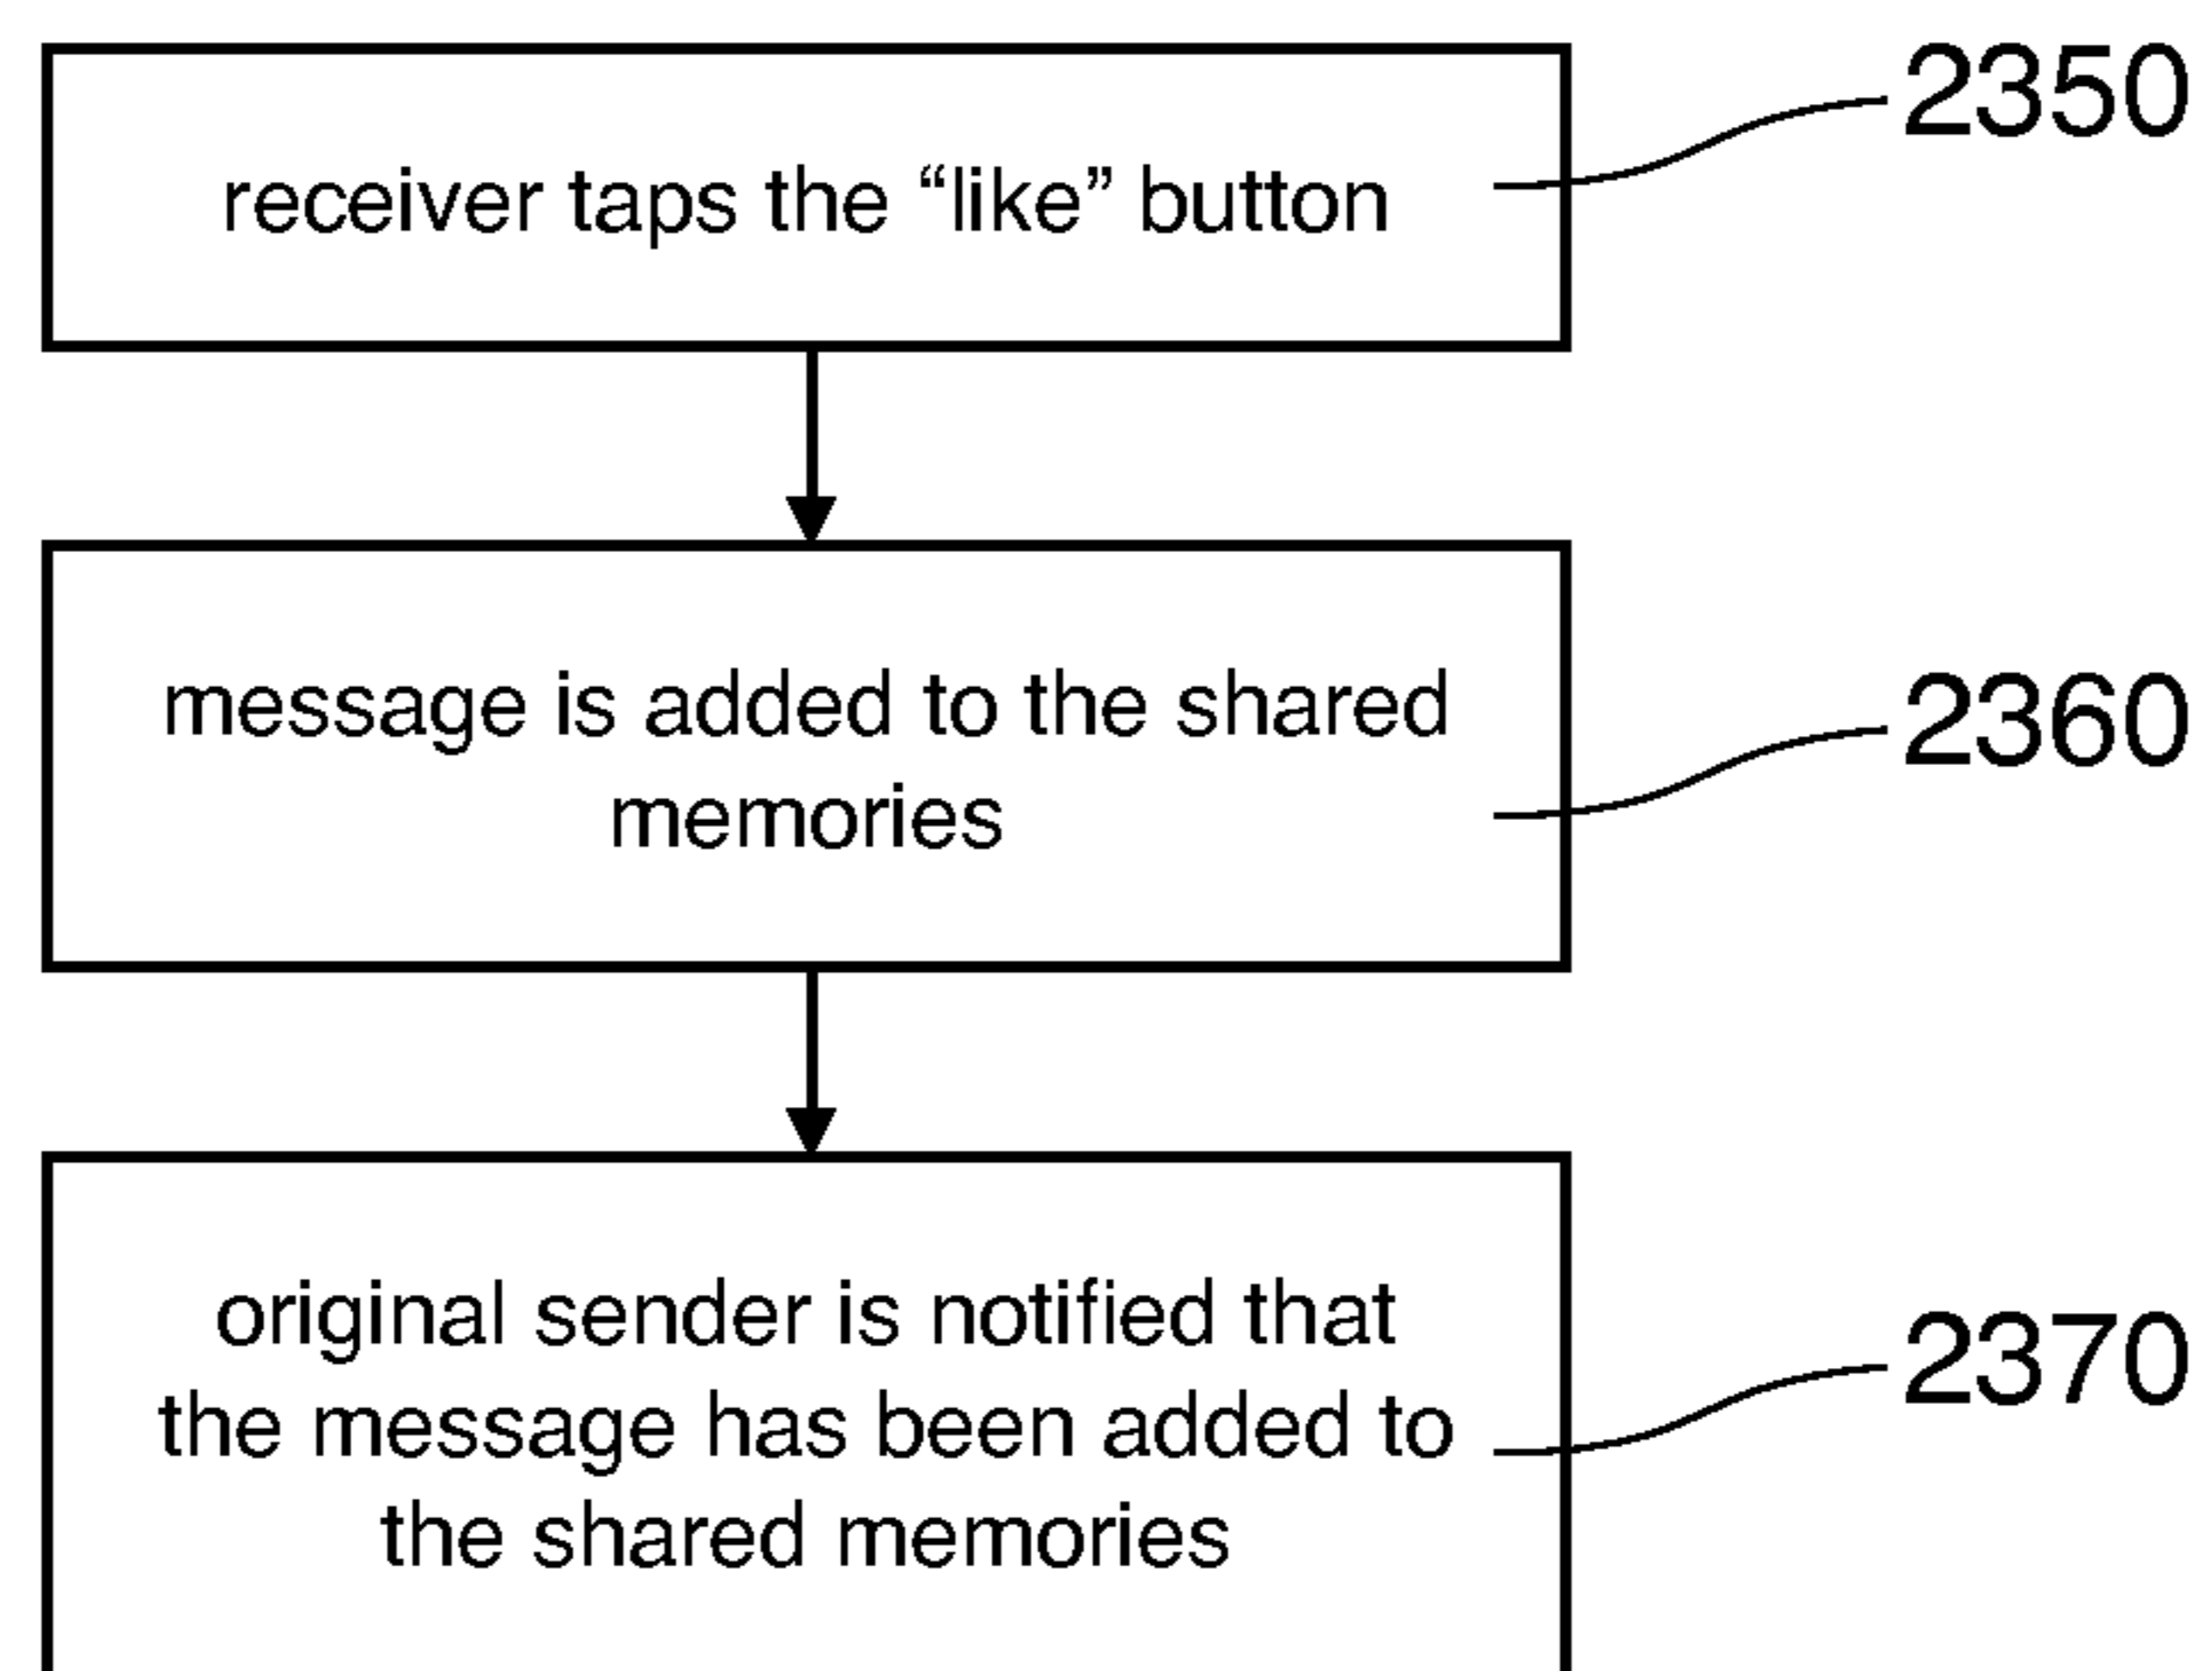 2350
receiver taps the “like” button
message is added to the shared
memories
2360
original sender is notified that
the message has been added to
the shared memories
2370